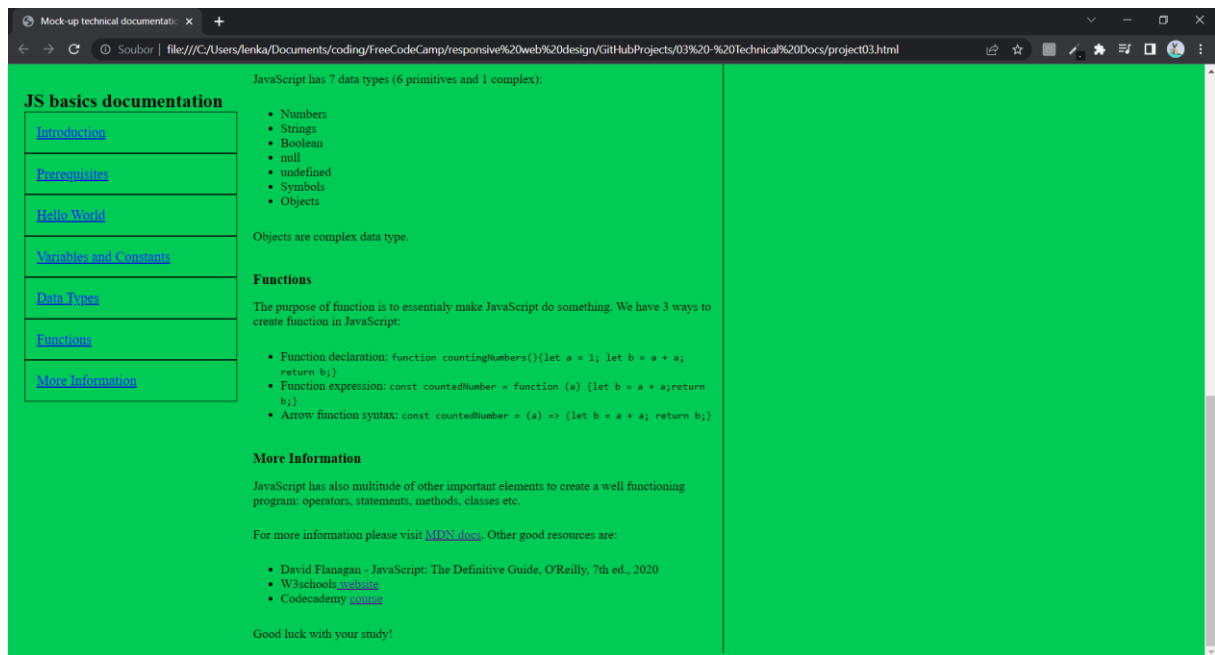 Mock-up technical documentatic
Soubor | file:///C:/Users/lenka/Documents/coding/FreeCodeCamp/responsive%20web%20design/GitHubProjects/03%20-%20Technical%20Docs/project03.html
JS basics documentation
Introduction
Prerequisites
Hello World
Variables and Constants
Data Types
Functions
More Information
JavaScript has 7 data types (6 primitives and 1 complex):
• Numbers
• Strings
• Boolean
• null
• undefined
• Symbols
• Objects
Objects are complex data type.
Functions
The purpose of function is to essentialy make JavaScript do something. We have 3 ways to
create function in JavaScript:
• Function declaration: function countingNumbers(){let a = 1; let b = a + a;
return b;}
• Function expression: const countedNumber = function (a) {let b = a + a;return
b;}
• Arrow function syntax: const countedNumber = (a) => {let b = a + a; return b;}
More Information
JavaScript has also multitude of other important elements to create a well functioning
program: operators, statements, methods, classes etc.
For more information please visit MDN docs. Other good resources are:
• David Flanagan - JavaScript: The Definitive Guide, O'Reilly, 7th ed., 2020
• W3schools website
• Codecademy course
Good luck with your study!